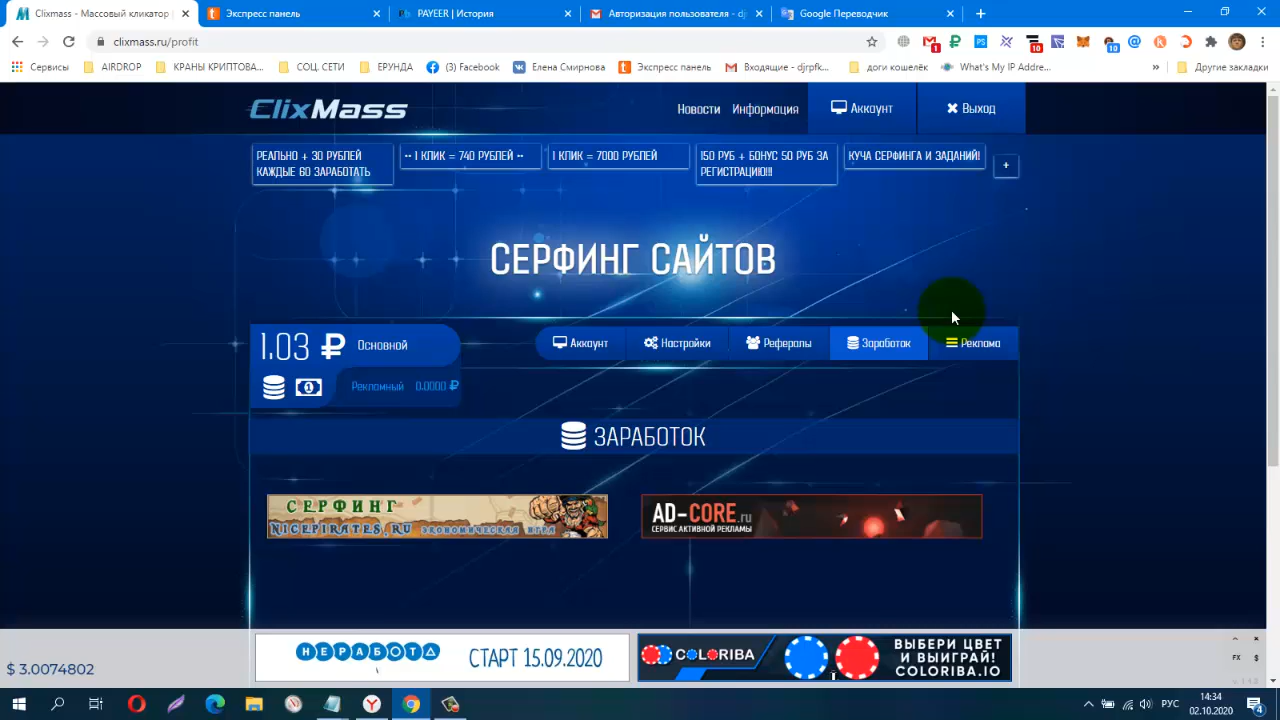 Clixmass - Массовый кликатор
Экспресс панель
PAYEER | История
Авторизация пользователя - djr
Google Переводчик
clixmass.ru/profit
Сервисы
AIRDROP
КРАНЫ КРИПТОВА...
СОЦ. СЕТИ
ЕРУНДА
(3) Facebook
Елена Смирнова
Экспресс панель
Входящие - djrpfk...
доги кошелёк
What's My IP Addre...
»
Другие закладки
ClixMass
Новости
Информация
Аккаунт
Выход
РЕАЛЬНО + 30 РУБЛЕЙ
КАЖДЫЕ 60 ЗАРАБОТАТЬ
-- 1 КЛИК = 740 РУБЛЕЙ --
1 КЛИК = 7000 РУБЛЕЙ
150 РУБ + БОНУС 50 РУБ ЗА
РЕГИСТРАЦИЮ!!!
КУЧА СЕРФИНГА И ЗАДАНИЙ!
+
СЕРФИНГ САЙТОВ
1.03 ₽ Основной
Рекламный 0.0000 ₽
Аккаунт
Настройки
Рефералы
Заработок
Реклама
ЗАРАБОТОК
СЕРФИНГ
NICEPIRATES.RU ЭКОНОМИЧЕСКАЯ ИГРА
AD-CORE.ru
СЕРВИС АКТИВНОЙ РЕКЛАМЫ
НЕРАБОТА
СТАРТ 15.09.2020
COLORIBA
ВЫБЕРИ ЦВЕТ
И ВЫИГРАЙ!
COLORIBA.IO
$ 3.0074802
FX $
РУС
14:34
02.10.2020